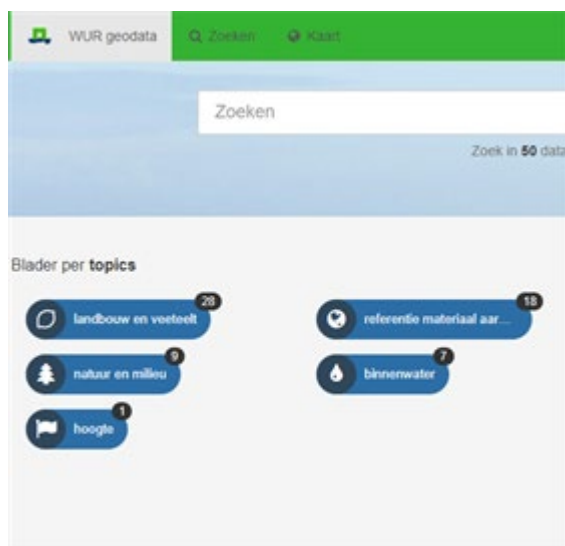 WUR geodata Zoeken Kaart
Zoeken
Zoek in 50 data
Blader per topics
28 18
landbouw en veeteelt referentie materiaal aar...
9 7
natuur en milieu binnenwater
1
hoogte